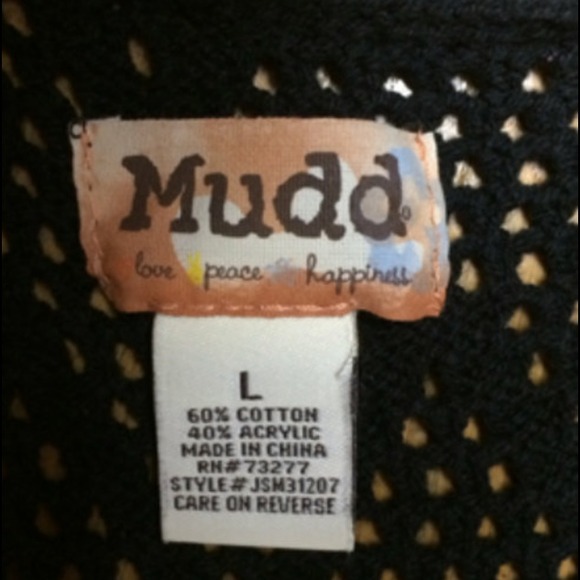 Mudd®
love peace happiness
L
60% COTTON
40% ACRYLIC
MADE IN CHINA
RN#73277
STYLE#JSM31207
CARE ON REVERSE